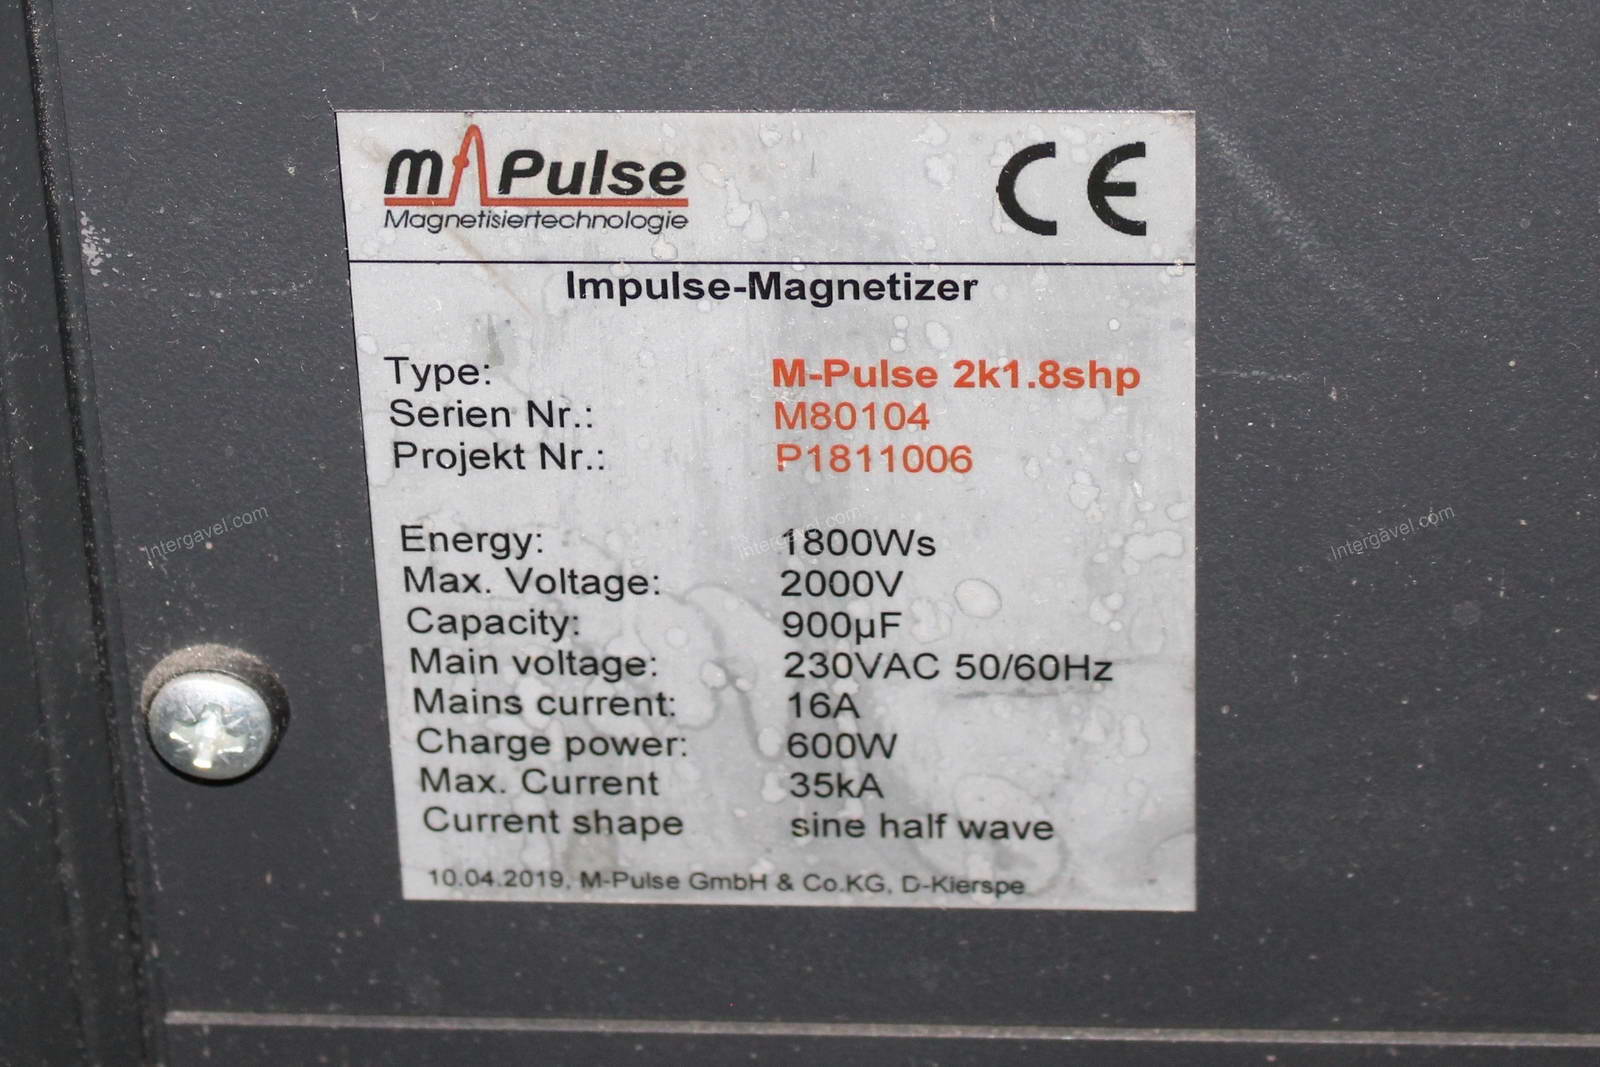 m Pulse
Magnetisiertechnologie
CE
Impulse-Magnetizer
Type: M-Pulse 2k1.8shp
Serien Nr.: M80104
Projekt Nr.: P1811006
Energy: 1800Ws
Max. Voltage: 2000V
Capacity: 900µF
Main voltage: 230VAC 50/60Hz
Mains current: 16A
Charge power: 600W
Max. Current 35kA
Current shape sine half wave
10.04.2019, M-Pulse GmbH & Co.KG, D-Kierspe
Intergavel.com
Intergavel.com
Intergavel.com